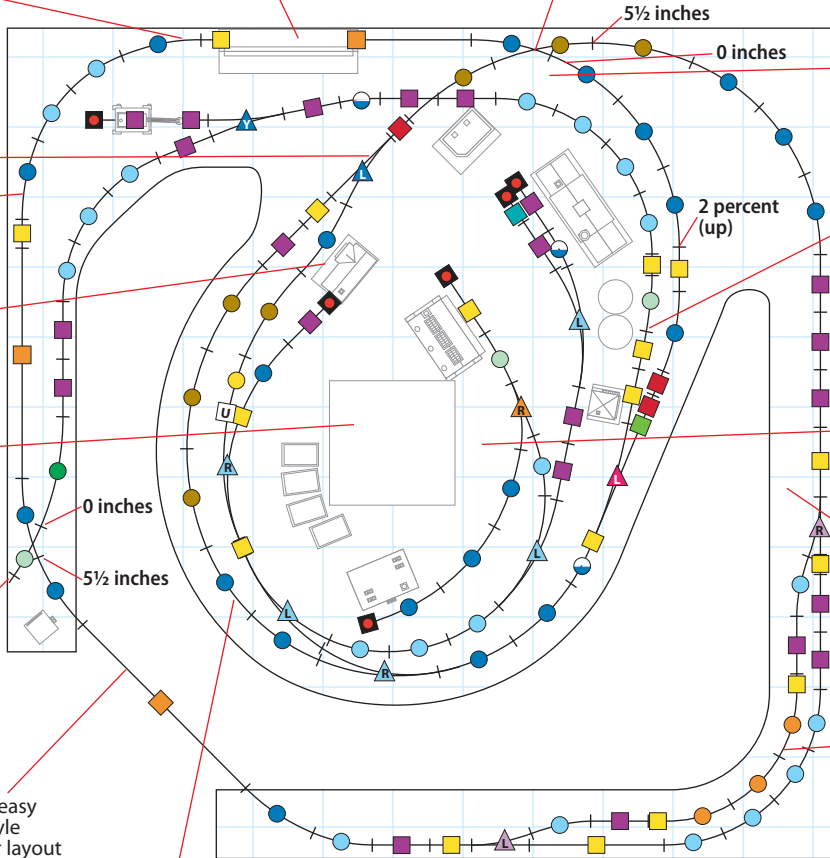 5½ inches
0 inches
Y
L
2 percent
(up)
L
U
R
R
L
R
0 inches
L
5½ inches
L
R
easy
yle
layout
L